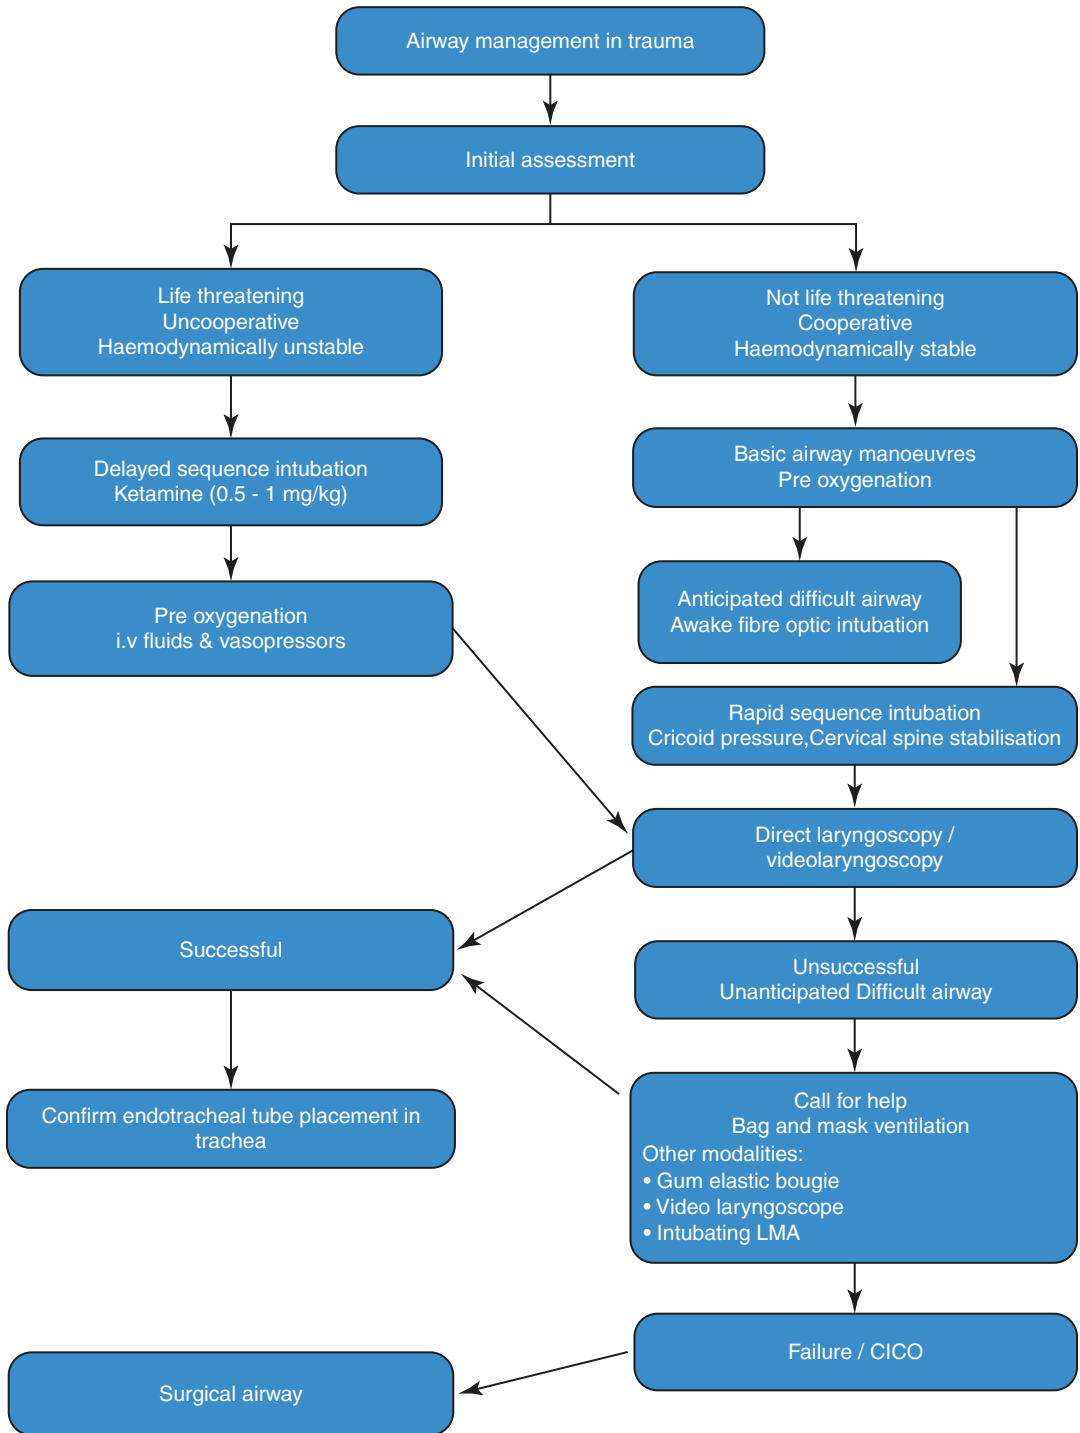 Airway management in trauma
Initial assessment
Life threatening
Uncooperative
Haemodynamically unstable
Not life threatening
Cooperative
Haemodynamically stable
Delayed sequence intubation
Ketamine (0.5 - 1 mg/kg)
Basic airway manoeuvres
Pre oxygenation
Pre oxygenation
i.v fluids & vasopressors
Anticipated difficult airway
Awake fibre optic intubation
Rapid sequence intubation
Cricoid pressure,Cervical spine stabilisation
Direct laryngoscopy /
videolaryngoscopy
Successful
Unsuccessful
Unanticipated Difficult airway
Confirm endotracheal tube placement in
trachea
Call for help
Bag and mask ventilation
Other modalities:
• Gum elastic bougie
• Video laryngoscope
• Intubating LMA
Failure / CICO
Surgical airway